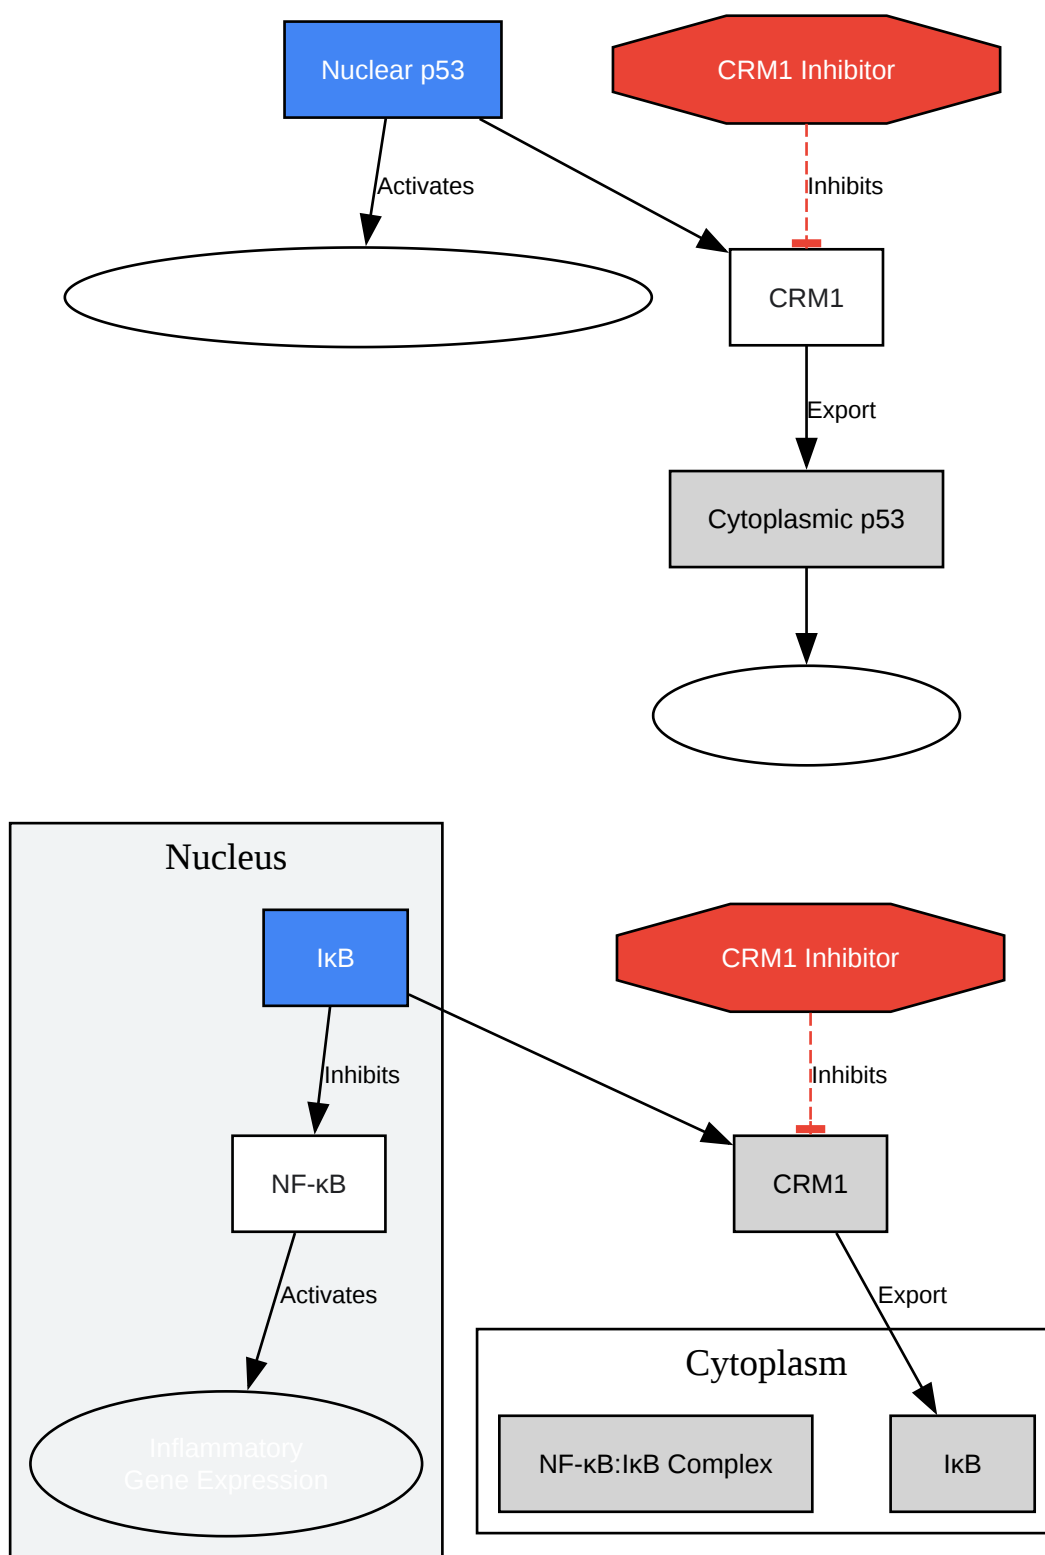 Nuclear p53
CRM1 Inhibitor
Activates
Inhibits
CRM1
Export
Cytoplasmic p53
Nucleus
IκB
CRM1 Inhibitor
Inhibits
Inhibits
NF-κB
CRM1
Activates
Export
Cytoplasm
Inflammatory
Gene Expression
NF-κB:IκB Complex
IκB